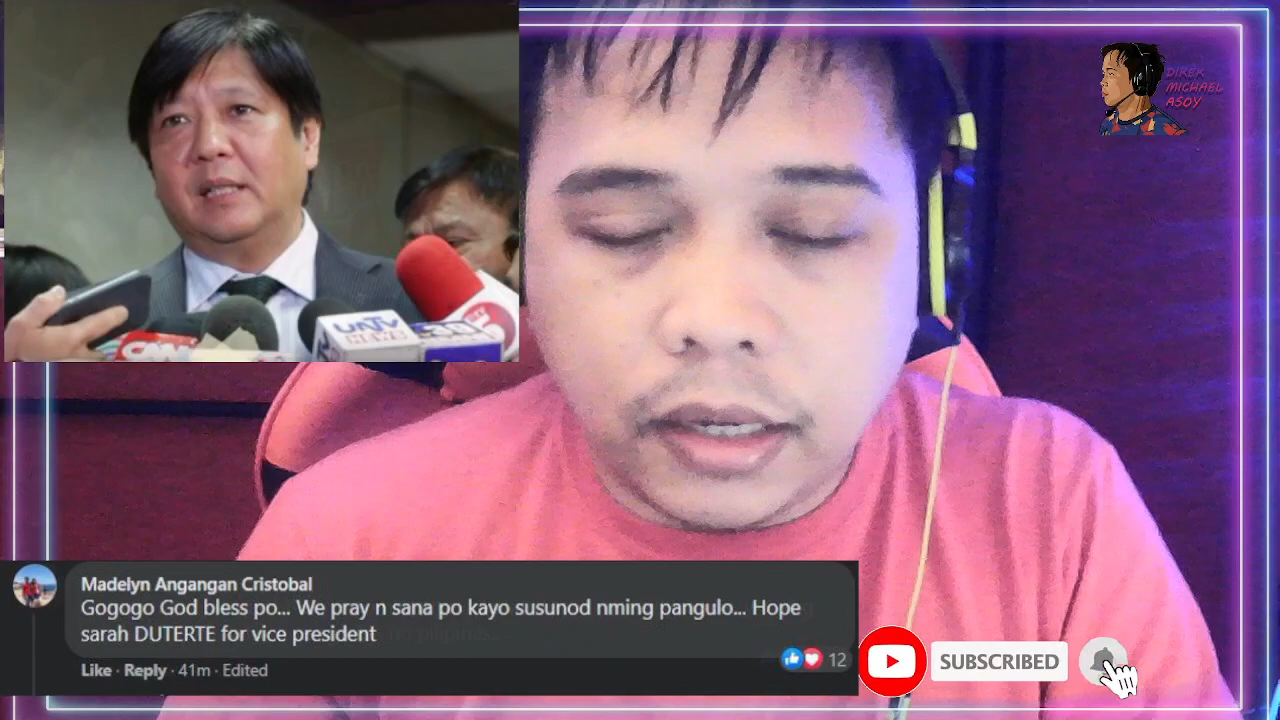 DIREK
MICHAEL
ASOY
UNTV
NEWS
Madelyn Angangan Cristobal
Gogogo God bless po... We pray n sana po kayo susunod nming pangulo... Hope
sarah DUTERTE for vice president
12
Like · Reply · 41m · Edited
SUBSCRIBED